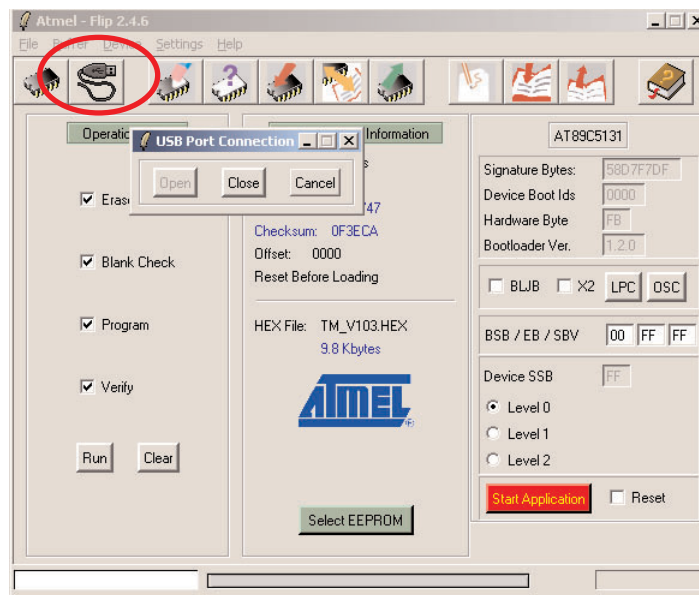 Atmel - Flip 2.4.6
File Buffer Device Settings Help
Information
USB Port Connection
Open Close Cancel
Blank Check
Program
Verify
Run Clear
Checksum: 0F3ECA
Offset: 0000
Reset Before Loading
HEX File: TM_V103.HEX
9.8 Kbytes
ATMEL
Select EEPROM
AT89C5131
Signature Bytes: 58D7F7DF
Device Boot Ids 0000
Hardware Byte FB
Bootloader Ver. 1.2.0
BLJB X2 LPC OSC
BSB / EB / SBV 00 FF FF
Device SSB FF
Level 0
Level 1
Level 2
Start Application Reset